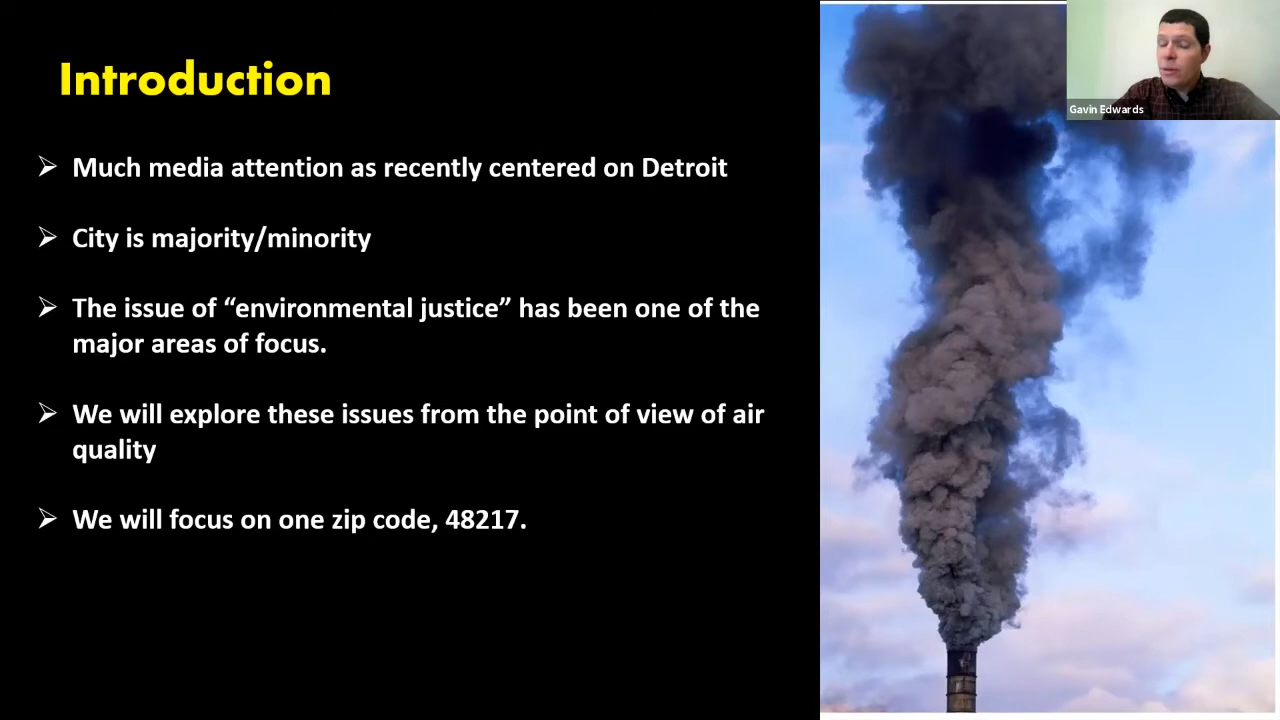 Introduction
Much media attention as recently centered on Detroit
City is majority/minority
The issue of “environmental justice” has been one of the
major areas of focus.
We will explore these issues from the point of view of air
quality
We will focus on one zip code, 48217.
Gavin Edwards